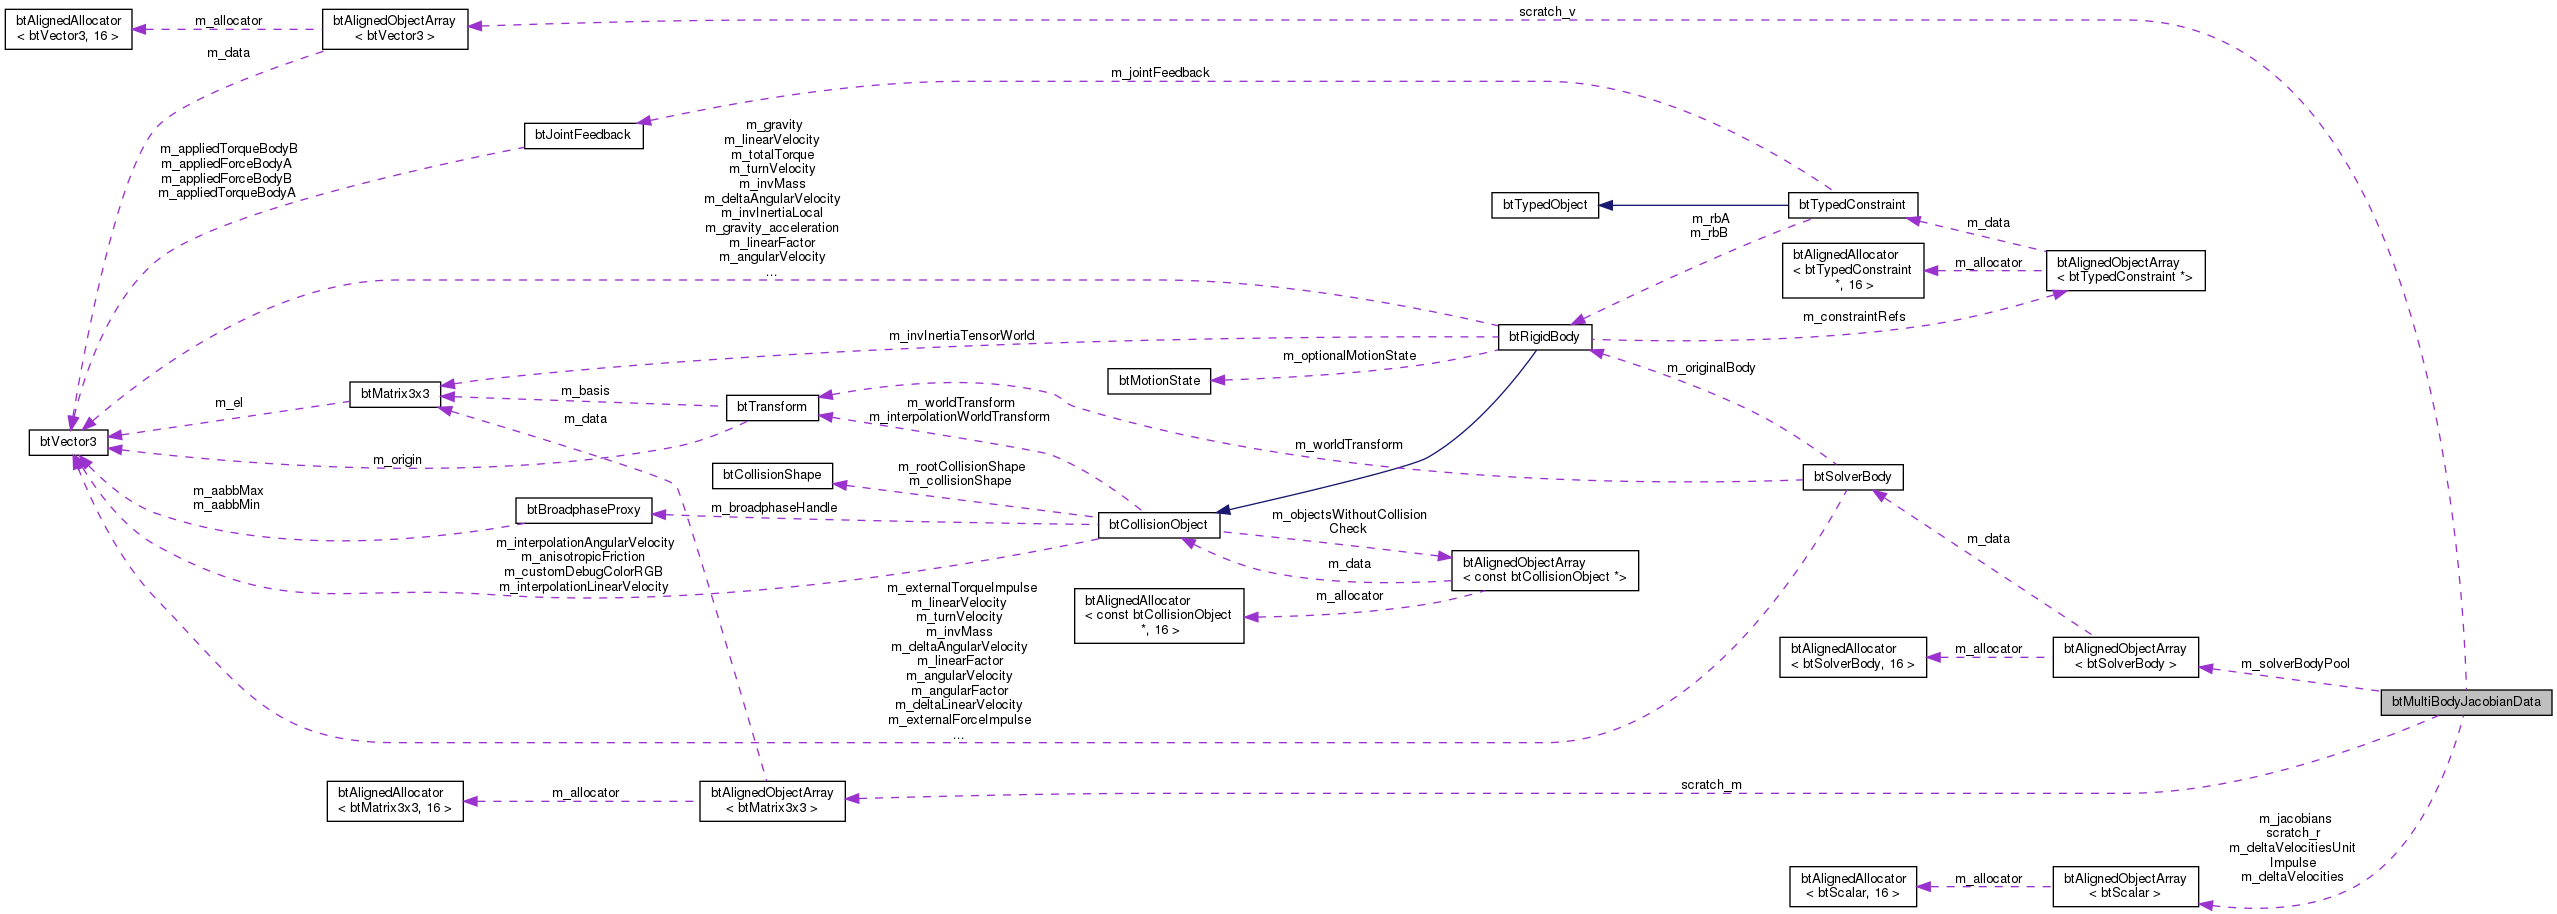 btAlignedAllocator
< btVector3, 16 >
m_allocator
btAlignedObjectArray
< btVector3 >
scratch_v
m_data
m_jointFeedback
btJointFeedback
m_appliedTorqueBodyB
m_appliedForceBodyA
m_appliedForceBodyB
m_appliedTorqueBodyA
m_gravity
m_linearVelocity
m_totalTorque
m_turnVelocity
m_invMass
m_deltaAngularVelocity
m_invInertiaLocal
m_gravity_acceleration
m_linearFactor
m_angularVelocity
...
btTypedObject
btTypedConstraint
m_rbA
m_rbB
m_data
btAlignedAllocator
< btTypedConstraint
*, 16 >
m_allocator
btAlignedObjectArray
< btTypedConstraint *>
m_constraintRefs
btRigidBody
m_invInertiaTensorWorld
m_optionalMotionState
btMotionState
m_originalBody
btMatrix3x3
m_basis
btTransform
m_el
m_data
m_worldTransform
m_interpolationWorldTransform
btVector3
m_origin
m_worldTransform
btCollisionShape
m_rootCollisionShape
m_collisionShape
btSolverBody
m_aabbMax
m_aabbMin
btBroadphaseProxy
m_broadphaseHandle
btCollisionObject
m_objectsWithoutCollision
Check
m_data
m_interpolationAngularVelocity
m_anisotropicFriction
m_customDebugColorRGB
m_interpolationLinearVelocity
m_data
btAlignedObjectArray
< const btCollisionObject *>
m_allocator
btAlignedAllocator
< const btCollisionObject
*, 16 >
m_externalTorqueImpulse
m_linearVelocity
m_turnVelocity
m_invMass
m_deltaAngularVelocity
m_linearFactor
m_angularVelocity
m_angularFactor
m_deltaLinearVelocity
m_externalForceImpulse
...
btAlignedAllocator
< btSolverBody, 16 >
m_allocator
btAlignedObjectArray
< btSolverBody >
m_solverBodyPool
btMultiBodyJacobianData
btAlignedAllocator
< btMatrix3x3, 16 >
m_allocator
btAlignedObjectArray
< btMatrix3x3 >
scratch_m
m_jacobians
scratch_r
m_deltaVelocitiesUnit
Impulse
m_deltaVelocities
btAlignedAllocator
< btScalar, 16 >
m_allocator
btAlignedObjectArray
< btScalar >